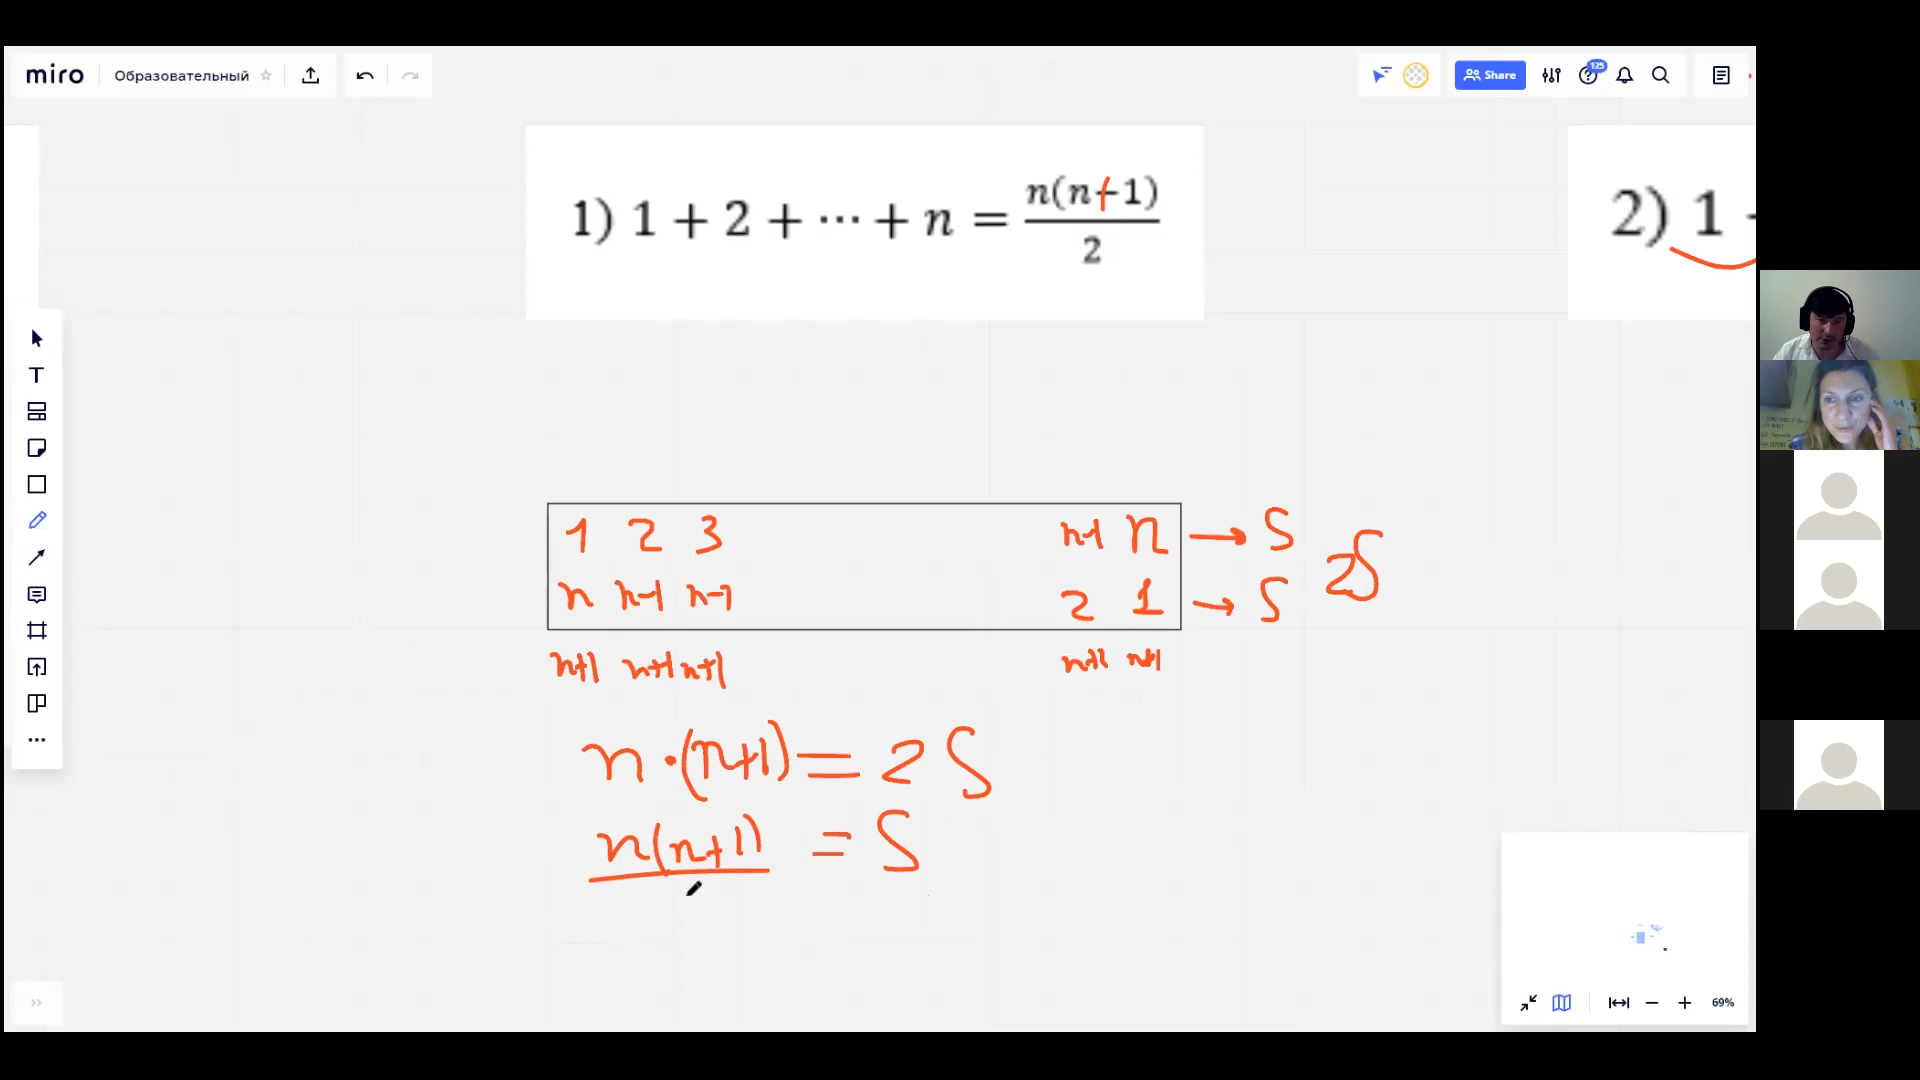 miro Образовательный Share 125
1) 1 + 2 + ⋯ + n = n(n+1)/2
2) 1 -
T
1 2 3 n-1 n → S
2S
n n-1 n-1 2 1 → S
n+1 n+1 n+1 n+1 n+1
n·(n+1) = 2S
n(n+1) = S
69%